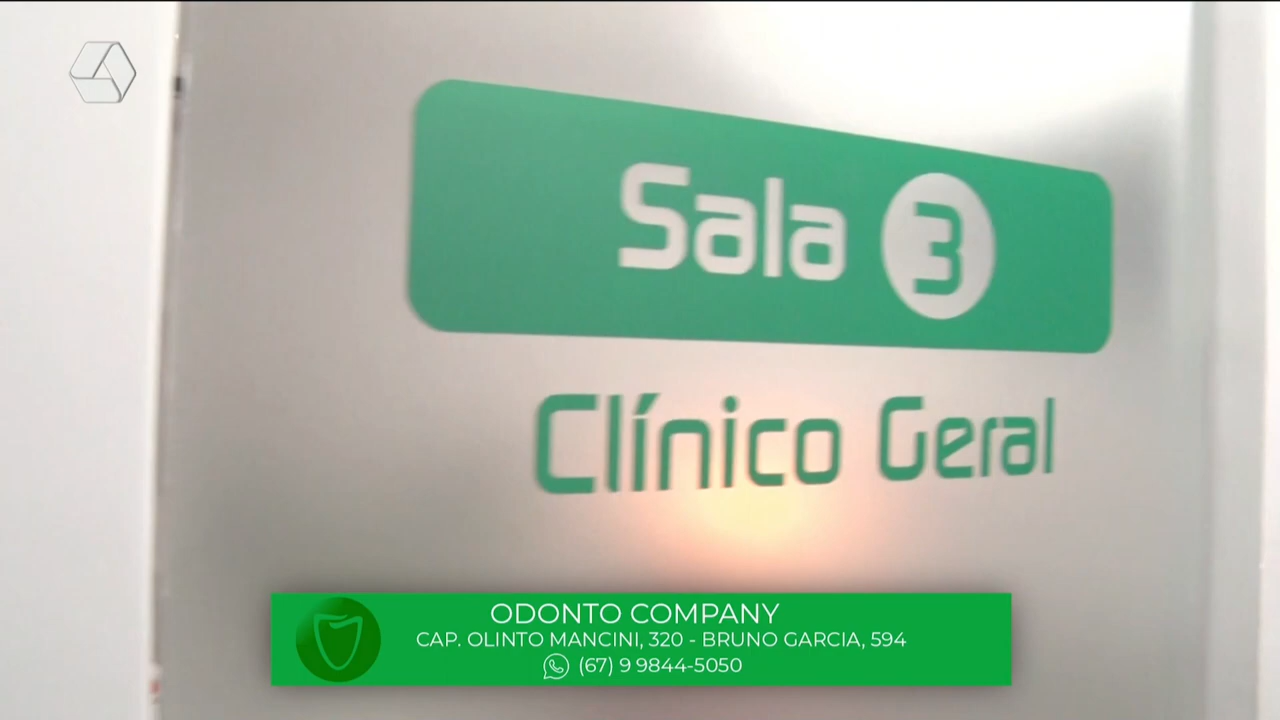 Sala 3
Clínico Geral
ODONTO COMPANY
CAP. OLINTO MANCINI, 320 - BRUNO GARCIA, 594
(67) 9 9844-5050